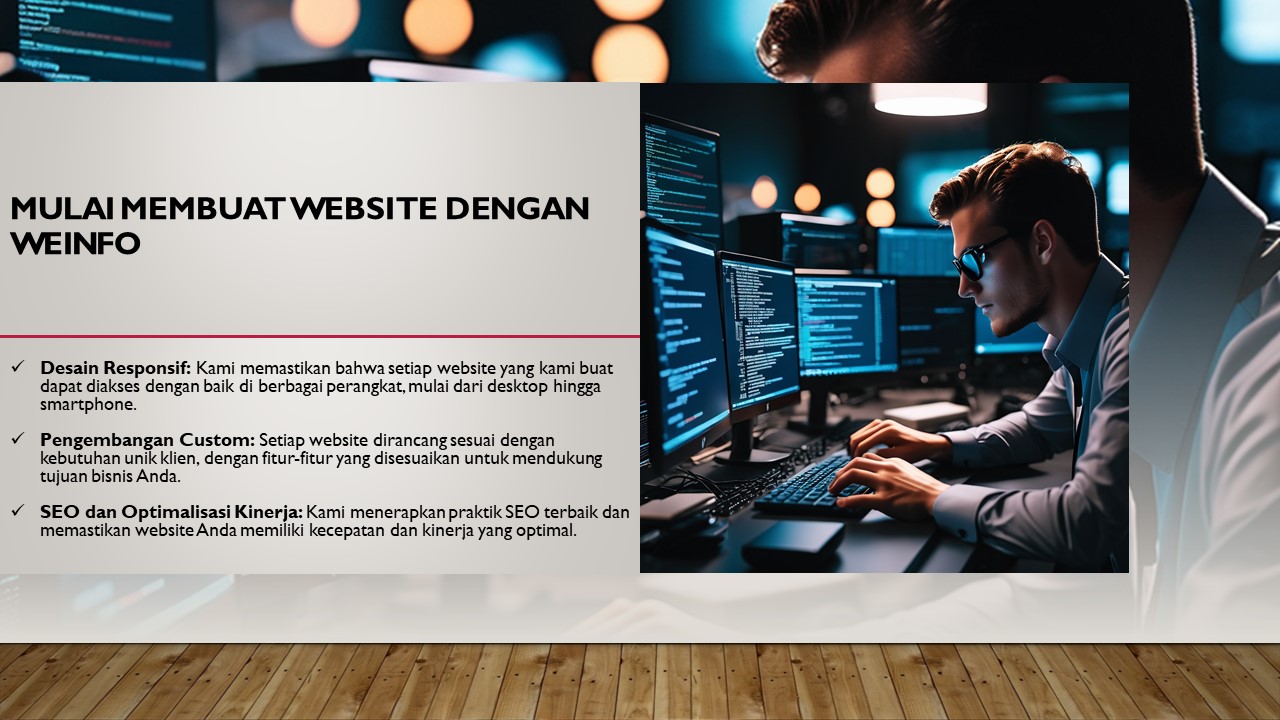 MULAI MEMBUAT WEBSITE DENGAN
WEINFO
✓ Desain Responsif: Kami memastikan bahwa setiap website yang kami buat
dapat diakses dengan baik di berbagai perangkat, mulai dari desktop hingga
smartphone.
✓ Pengembangan Custom: Setiap website dirancang sesuai dengan
kebutuhan unik klien, dengan fitur-fitur yang disesuaikan untuk mendukung
tujuan bisnis Anda.
✓ SEO dan Optimalisasi Kinerja: Kami menerapkan praktik SEO terbaik dan
memastikan website Anda memiliki kecepatan dan kinerja yang optimal.